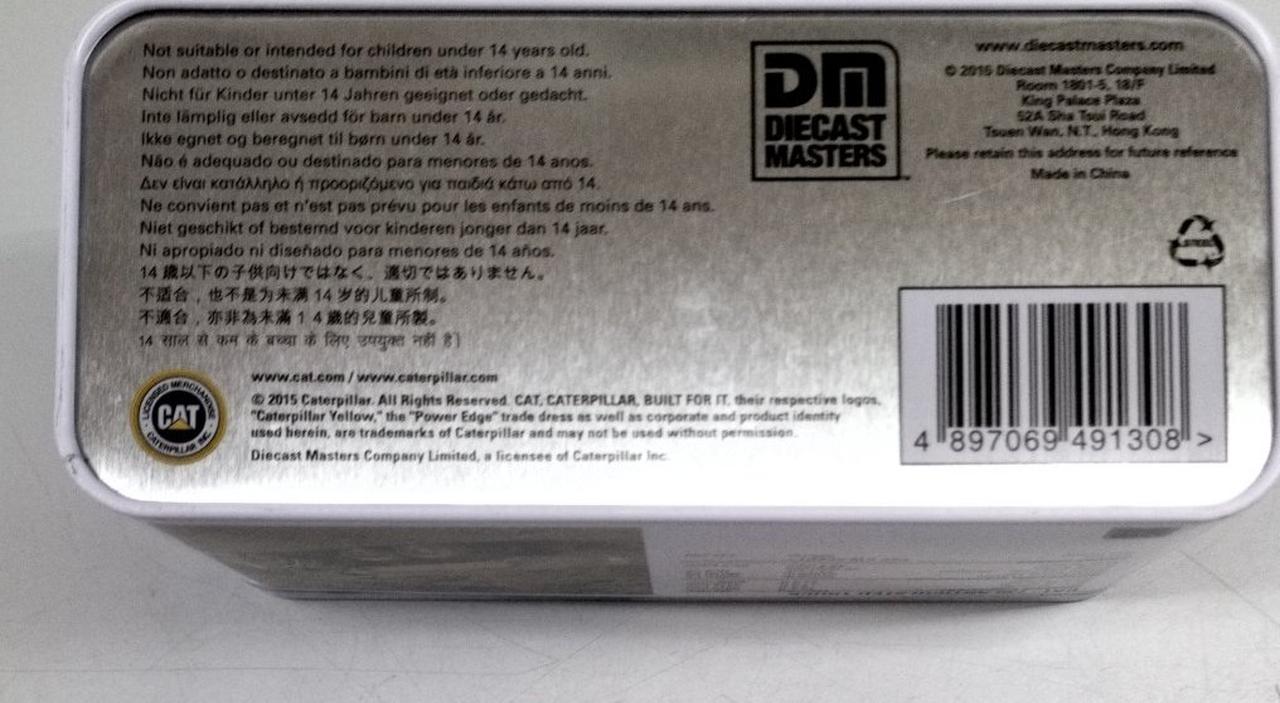 Not suitable or intended for children under 14 years old.
Non adatto o destinato a bambini di età inferiore a 14 anni.
Nicht für Kinder unter 14 Jahren geeignet oder gedacht.
Inte lämplig eller avsedd för barn under 14 år.
Ikke egnet og beregnet til børn under 14 år.
Não é adequado ou destinado para menores de 14 anos.
Δεν είναι κατάλληλο ή προοριζόμενο για παιδιά κάτω από 14.
Ne convient pas et n'est pas prévu pour les enfants de moins de 14 ans.
Niet geschikt of bestemd voor kinderen jonger dan 14 jaar.
Ni apropiado ni diseñado para menores de 14 años.
14 歳以下の子供向けではなく、適切ではありません。
不适合，也不是为未满 14 岁的儿童所制。
不適合，亦非為未滿 1 4 歲的兒童所製。
14 साल से कम के बच्चा के लिए उपयुक्त नहीं है|
LICENSED MERCHANDISE
CAT
CATERPILLAR INC.
www.cat.com / www.caterpillar.com
© 2015 Caterpillar. All Rights Reserved. CAT, CATERPILLAR, BUILT FOR IT, their respective logos,
"Caterpillar Yellow," the "Power Edge" trade dress as well as corporate and product identity
used herein, are trademarks of Caterpillar and may not be used without permission.
Diecast Masters Company Limited, a licensee of Caterpillar Inc.
DM
DIECAST
MASTERS
™
www.diecastmasters.com
© 2015 Diecast Masters Company Limited
Room 1801-5, 18/F
King Palace Plaza
52A Sha Tsui Road
Tsuen Wan, N.T., Hong Kong
Please retain this address for future reference
Made in China
4 897069 491308 >